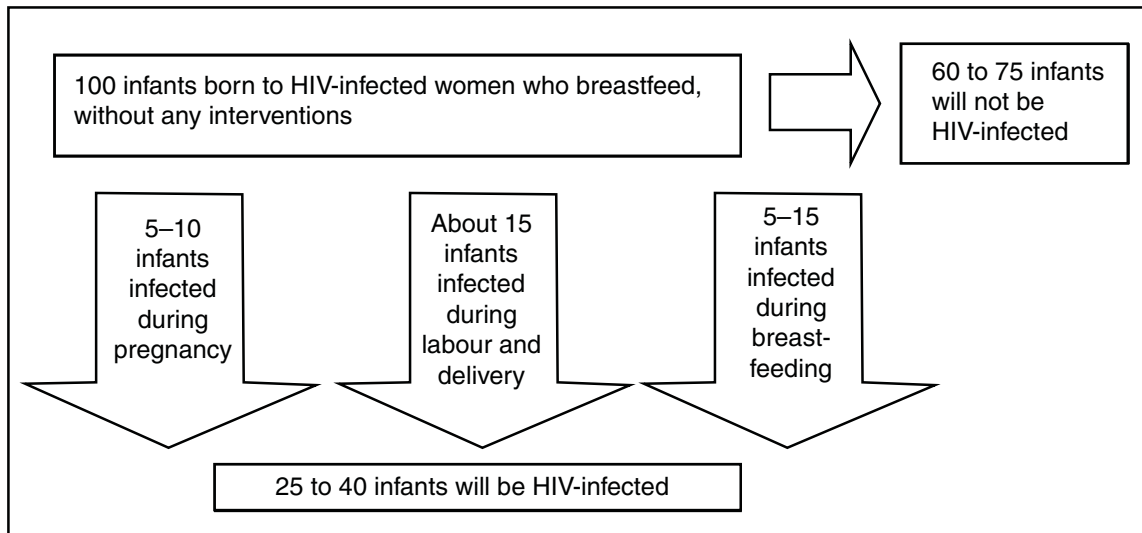 100 infants born to HIV-infected women who breastfeed,
without any interventions
60 to 75 infants
will not be
HIV-infected
5–10
infants
infected
during
pregnancy
About 15
infants
infected
during
labour and
delivery
5–15
infants
infected
during
breast-
feeding
25 to 40 infants will be HIV-infected